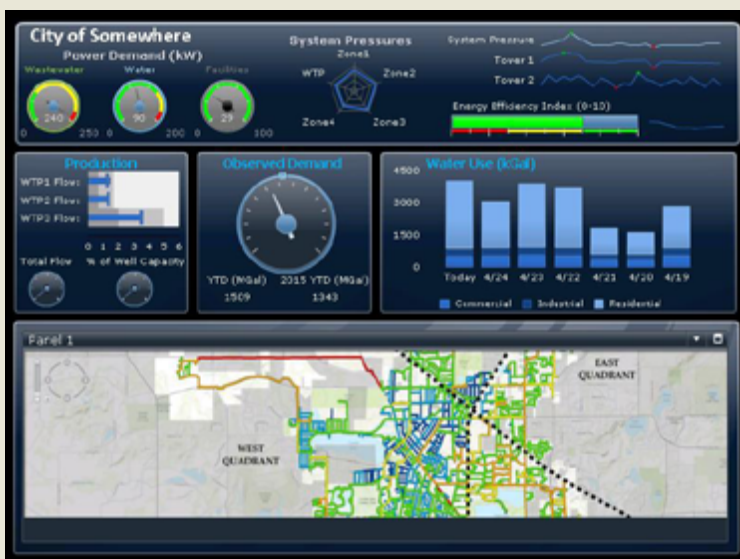 City of Somewhere
Power Demand (kW)
Wastewater Water Facilities
240 90 29
0 250 0 200 0 100
System Pressures
Zone1
WTP Zone2
Zone4 Zone3
System Pressure
Tower 1
Tower 2
Energy Efficiency Index (0-10)
Production
WTP1 Flow:
WTP2 Flow:
WTP3 Flow:
0 1 2 3 4 5 6
Total Flow % of Well Capacity
Observed Demand
YTD (MGal) 2015 YTD (MGal)
1509 1343
Water Use (kGal)
4500
3000
1500
0
Today 4/24 4/23 4/22 4/21 4/20 4/19
Commercial Industrial Residential
Panel 1
EAST
QUADRANT
WEST
QUADRANT